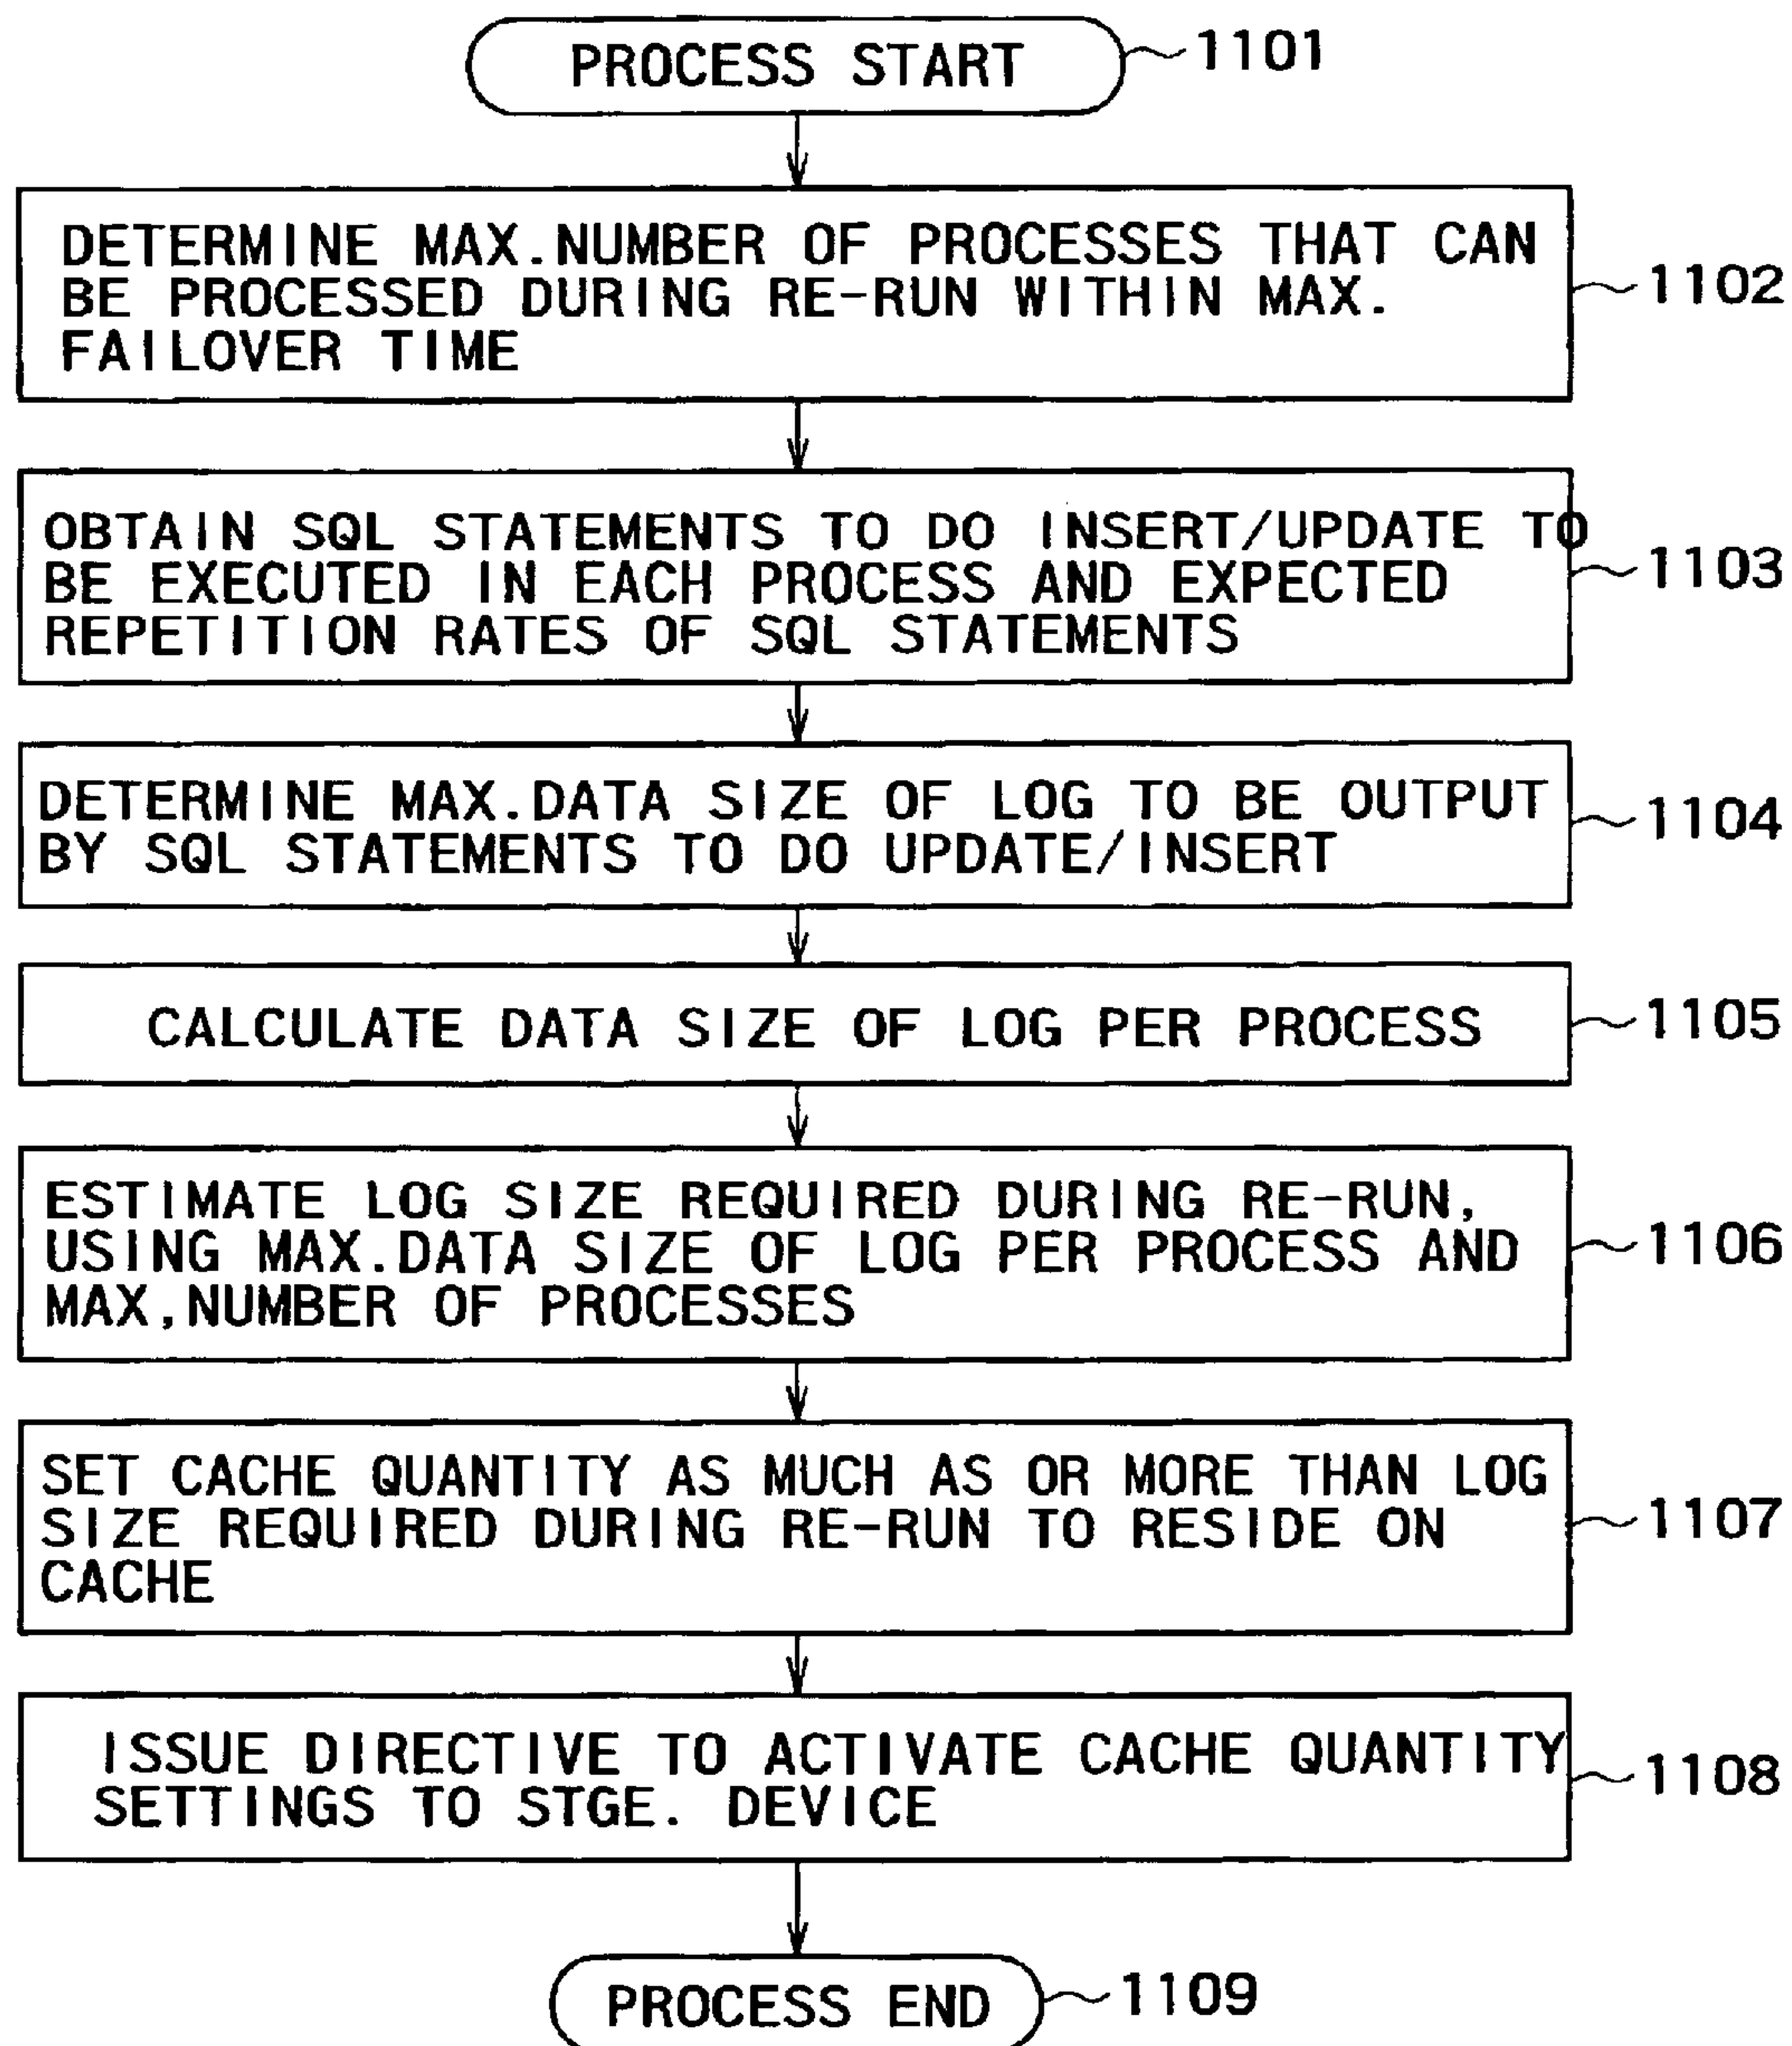 PROCESS START
1101
DETERMINE MAX.NUMBER OF PROCESSES THAT CAN
BE PROCESSED DURING RE-RUN WITHIN MAX.
FAILOVER TIME
1102
OBTAIN SQL STATEMENTS TO DO INSERT/UPDATE TO
BE EXECUTED IN EACH PROCESS AND EXPECTED
REPETITION RATES OF SQL STATEMENTS
1103
DETERMINE MAX.DATA SIZE OF LOG TO BE OUTPUT
BY SQL STATEMENTS TO DO UPDATE/INSERT
1104
CALCULATE DATA SIZE OF LOG PER PROCESS
1105
ESTIMATE LOG SIZE REQUIRED DURING RE-RUN,
USING MAX.DATA SIZE OF LOG PER PROCESS AND
MAX,NUMBER OF PROCESSES
1106
SET CACHE QUANTITY AS MUCH AS OR MORE THAN LOG
SIZE REQUIRED DURING RE-RUN TO RESIDE ON
CACHE
1107
ISSUE DIRECTIVE TO ACTIVATE CACHE QUANTITY
SETTINGS TO STGE. DEVICE
1108
PROCESS END
1109